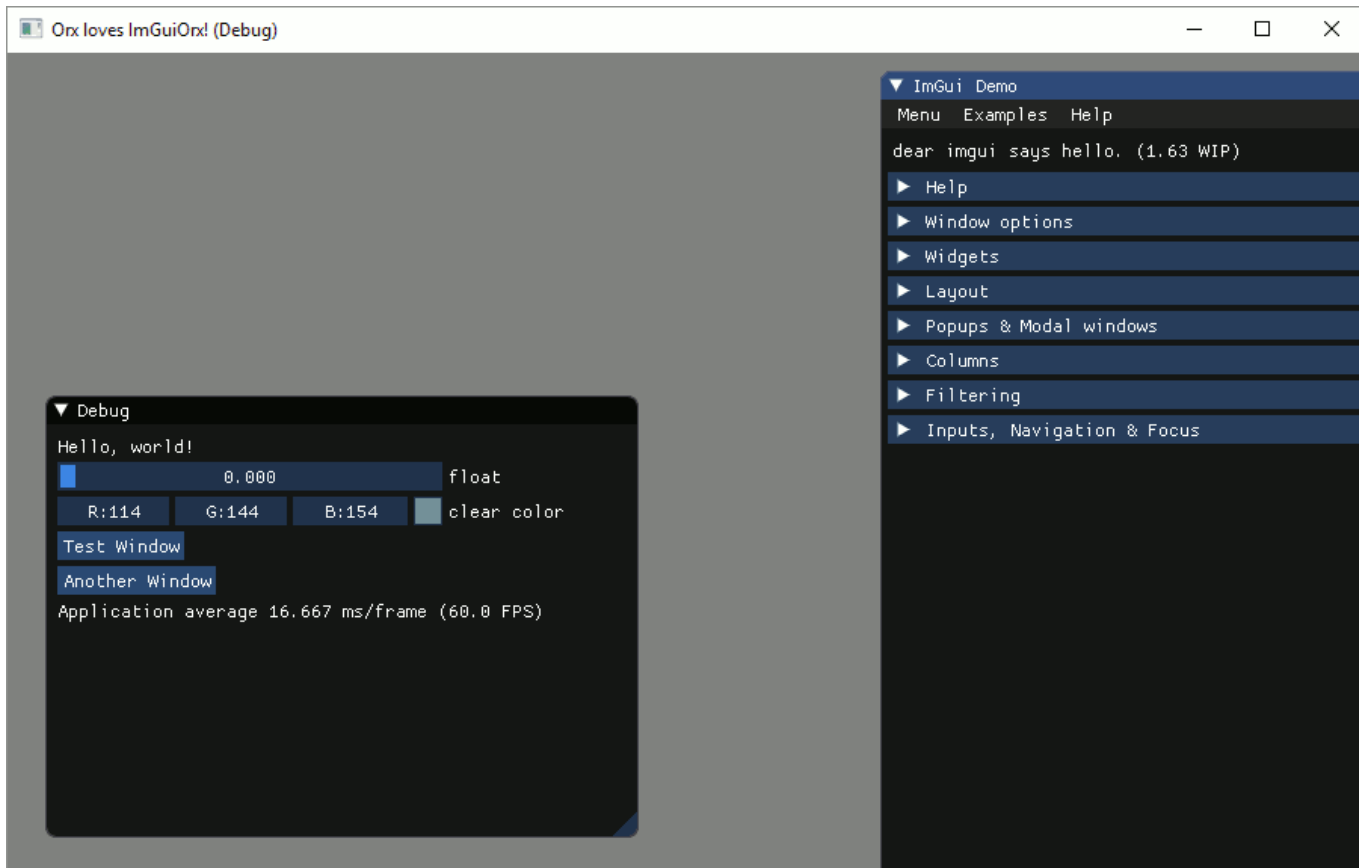 Orx loves ImGuiOrx! (Debug)
ImGui Demo
Menu Examples Help
dear imgui says hello. (1.63 WIP)
Help
Window options
Widgets
Layout
Popups & Modal windows
Columns
Filtering
Inputs, Navigation & Focus
Debug
Hello, world!
0.000 float
R:114 G:144 B:154 clear color
Test Window
Another Window
Application average 16.667 ms/frame (60.0 FPS)